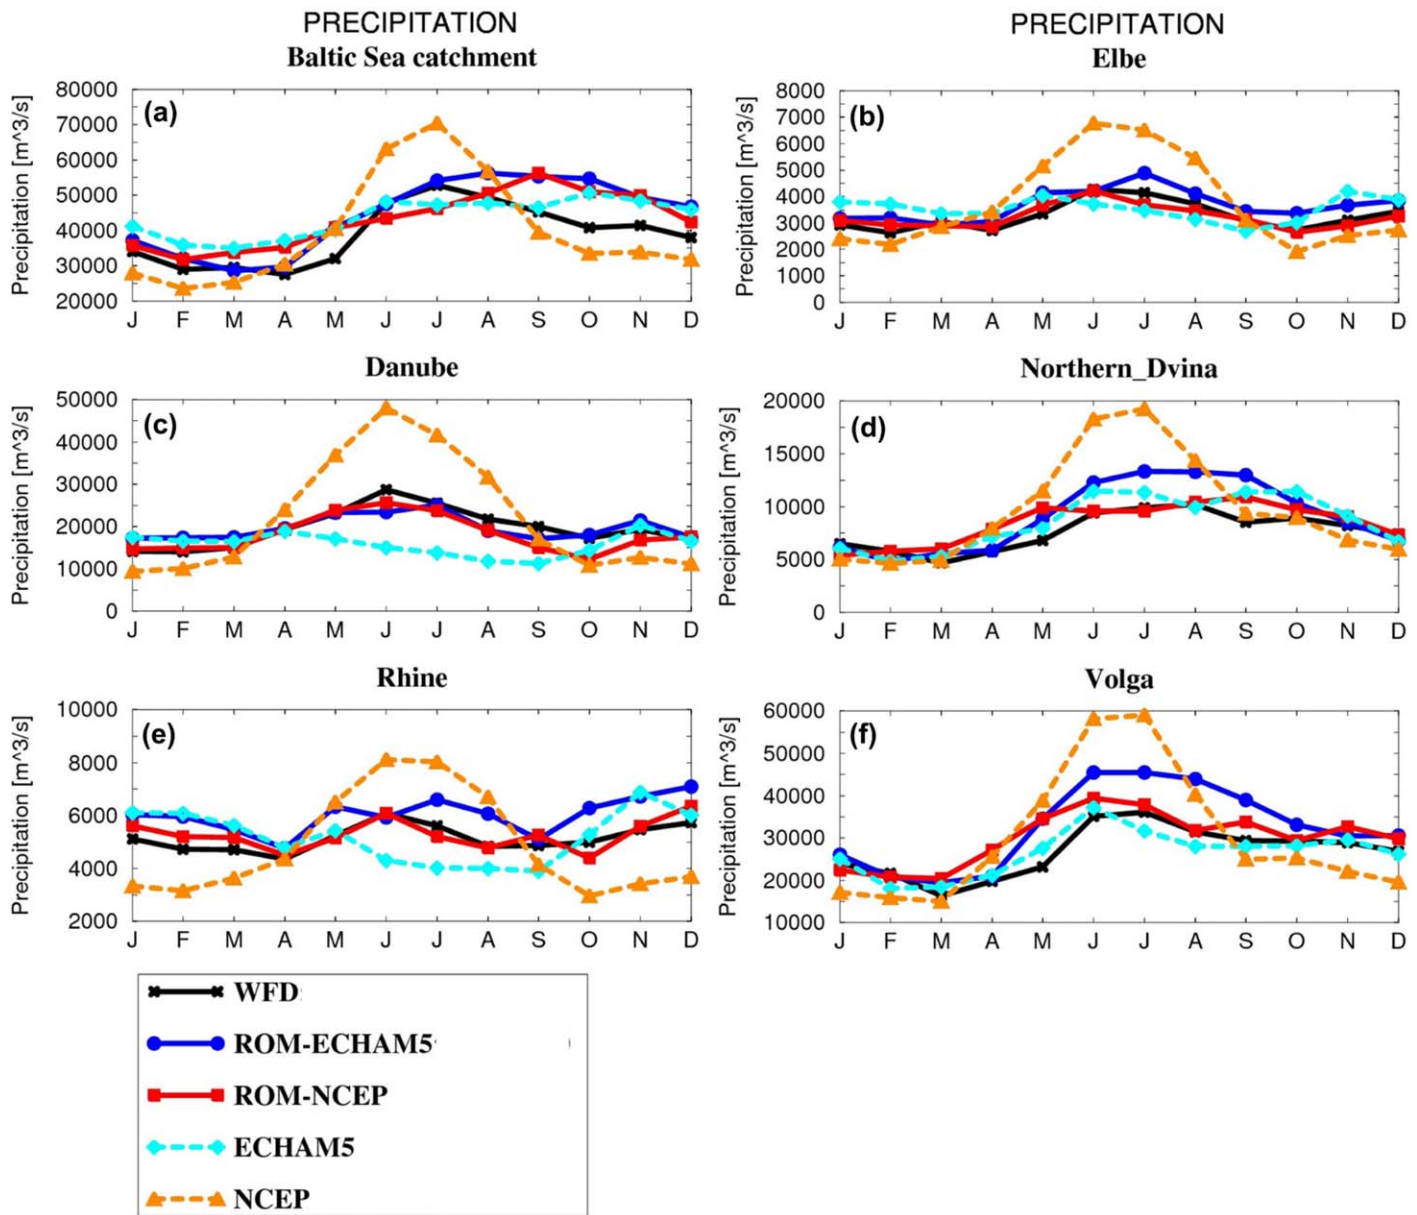 PRECIPITATION
Baltic Sea catchment
(a)
Precipitation [m^3/s]
80000
70000
60000
50000
40000
30000
20000
J F M A M J J A S O N D
PRECIPITATION
Elbe
(b)
Precipitation [m^3/s]
8000
7000
6000
5000
4000
3000
2000
1000
0
J F M A M J J A S O N D
Danube
(c)
Precipitation [m^3/s]
50000
40000
30000
20000
10000
0
J F M A M J J A S O N D
Northern_Dvina
(d)
Precipitation [m^3/s]
20000
15000
10000
5000
0
J F M A M J J A S O N D
Rhine
(e)
Precipitation [m^3/s]
10000
8000
6000
4000
2000
J F M A M J J A S O N D
Volga
(f)
Precipitation [m^3/s]
60000
50000
40000
30000
20000
10000
J F M A M J J A S O N D
WFD
ROM-ECHAM5
ROM-NCEP
ECHAM5
NCEP